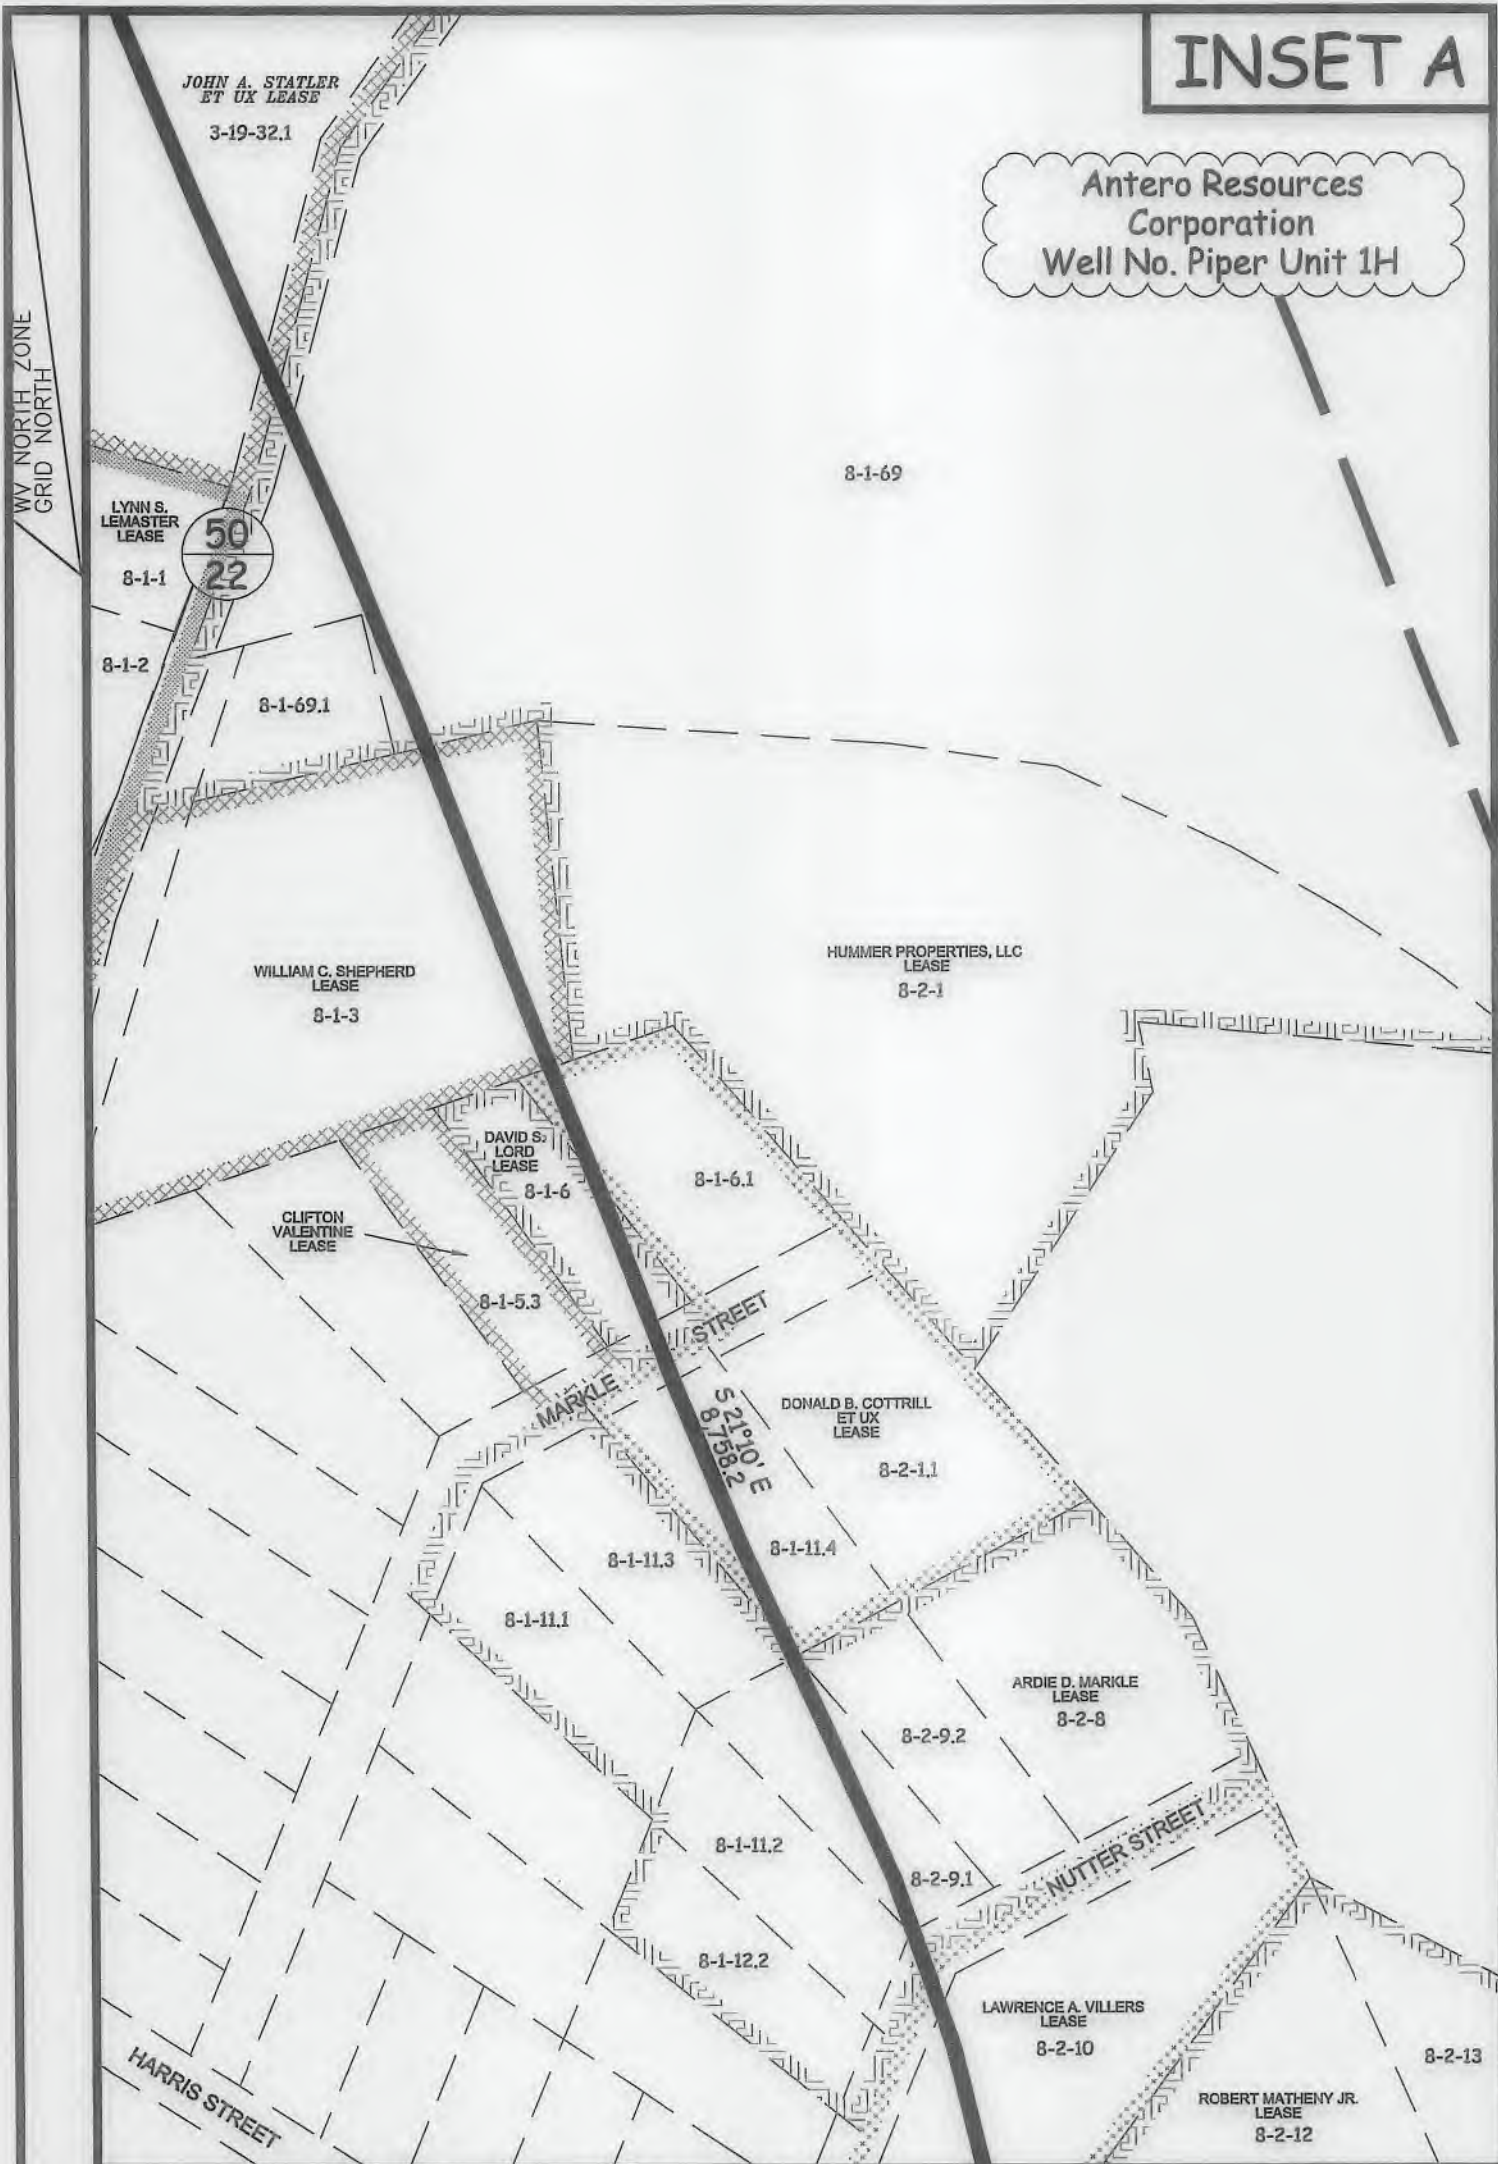 INSET A
JOHN A. STATLER
ET UX LEASE
3-19-32.1
Antero Resources
Corporation
Well No. Piper Unit 1H
WV NORTH ZONE
GRID NORTH
8-1-69
LYNN S.
LEMASTER
LEASE
8-1-1
50
22
8-1-2
8-1-69.1
HUMMER PROPERTIES, LLC
LEASE
8-2-1
WILLIAM C. SHEPHERD
LEASE
8-1-3
DAVID S.
LORD
LEASE
8-1-6
8-1-6.1
CLIFTON
VALENTINE
LEASE
8-1-5.3
MARKLE STREET
S 21°10' E
8,758.2
DONALD B. COTTRILL
ET UX
LEASE
8-2-1.1
8-1-11.4
8-1-11.3
8-1-11.1
ARDIE D. MARKLE
LEASE
8-2-8
8-2-9.2
8-1-11.2
8-2-9.1
NUTTER STREET
8-1-12.2
LAWRENCE A. VILLERS
LEASE
8-2-10
8-2-13
HARRIS STREET
ROBERT MATHENY JR.
LEASE
8-2-12